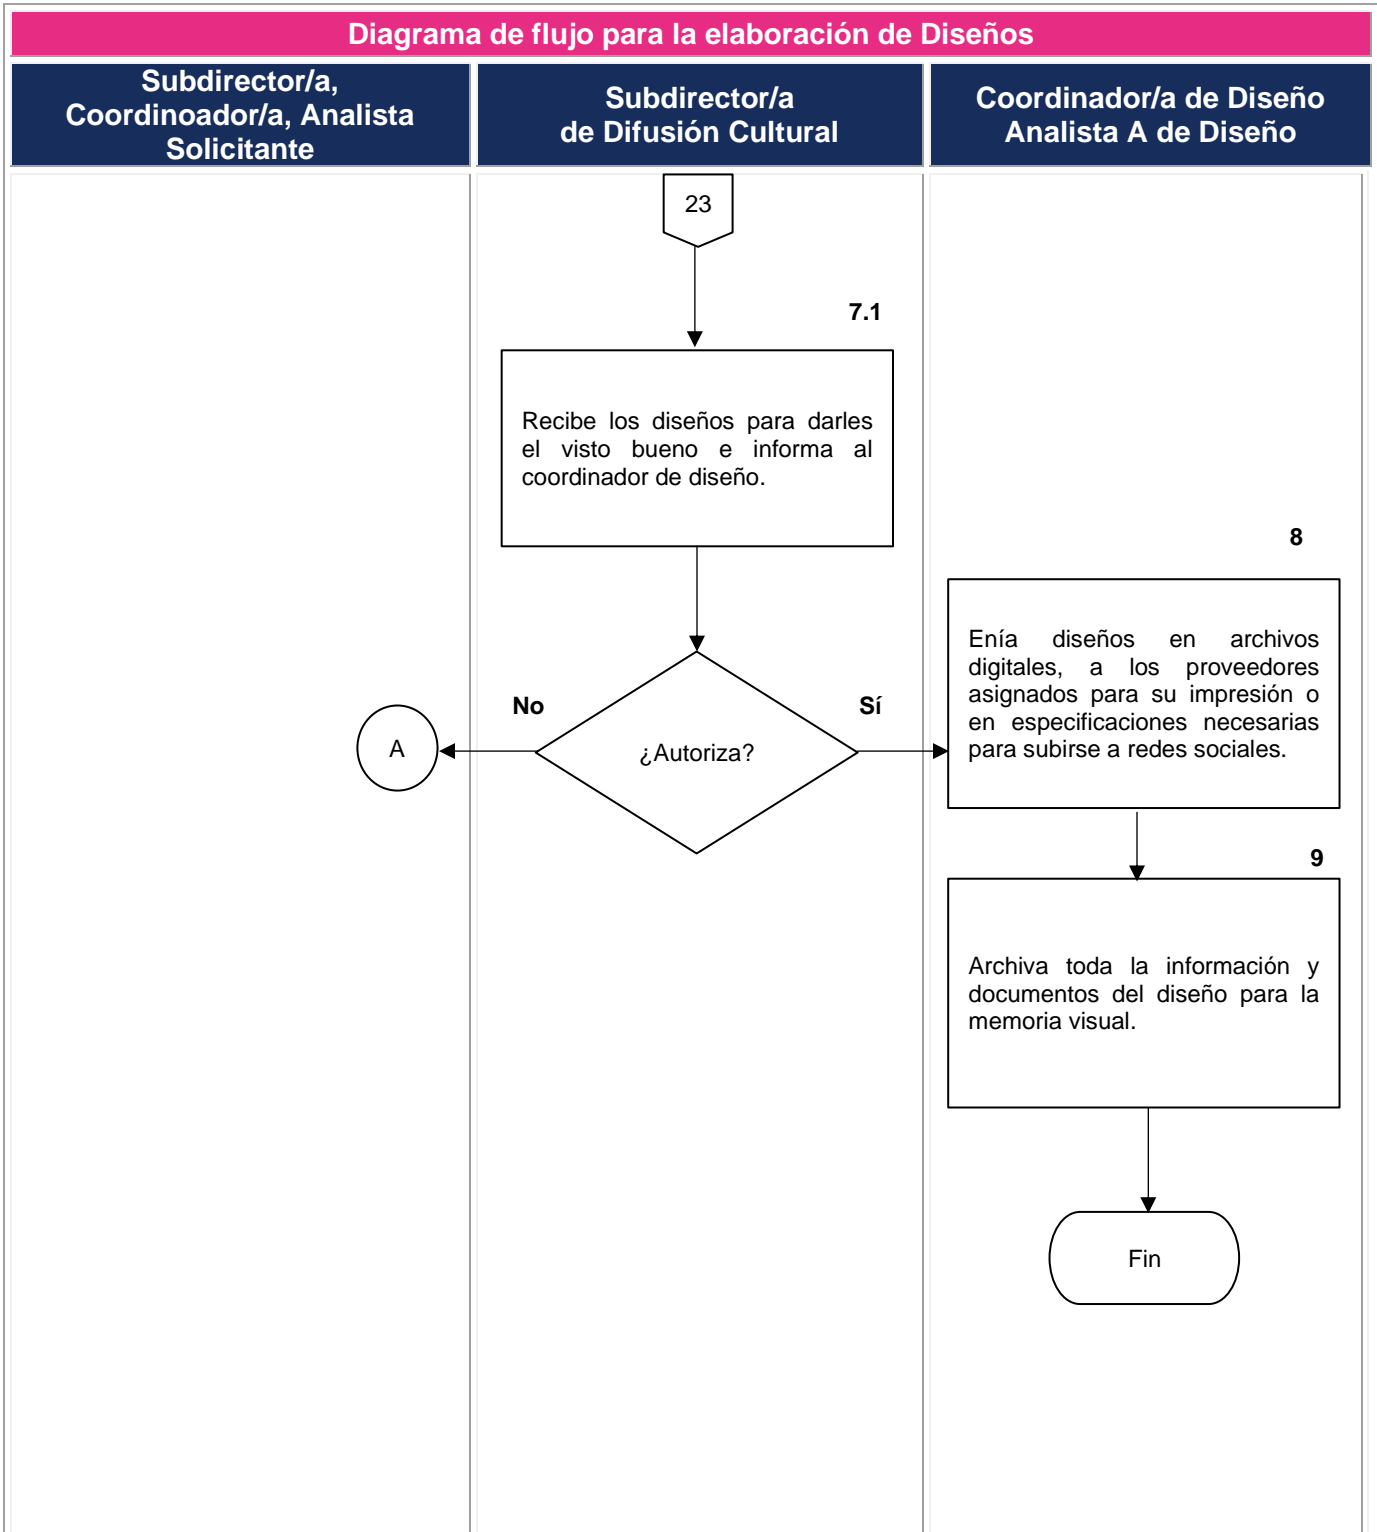 Diagrama de flujo para la elaboración de Diseños
Subdirector/a,
Coordinoador/a, Analista
Solicitante
Subdirector/a
de Difusión Cultural
Coordinador/a de Diseño
Analista A de Diseño
23
7.1
Recibe los diseños para darles
el visto bueno e informa al
coordinador de diseño.
8
Enía diseños en archivos
digitales, a los proveedores
asignados para su impresión o
en especificaciones necesarias
para subirse a redes sociales.
No
Sí
A
¿Autoriza?
9
Archiva toda la información y
documentos del diseño para la
memoria visual.
Fin